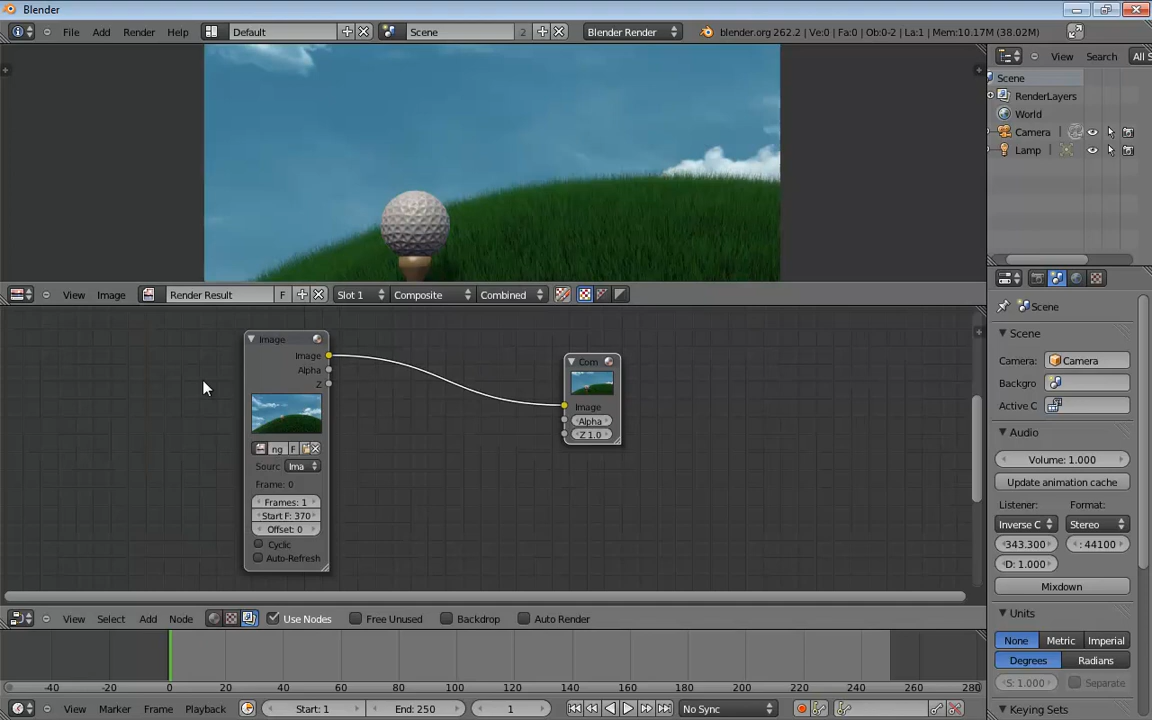 Blender
File Add Render Help Default Scene 2 Blender Render blender.org 262.2 | Ve:0 | Fa:0 | Ob:0-2 | La:1 | Mem:10.17M (38.02M)
View Search All S
Scene
RenderLayers
World
Camera
Lamp
View Image Render Result F Slot 1 Composite Combined
Image
Image
Alpha
Z
ng F
Sourc Ima
Frame: 0
Frames: 1
Start F: 370
Offset: 0
Cyclic
Auto-Refresh
Com
Image
Alpha
Z 1.0
Scene
Scene
Camera: Camera
Backgro
Active C
Audio
Volume: 1.000
Update animation cache
Listener: Format:
Inverse C Stereo
343.300 : 44100
D: 1.000
Mixdown
Units
None Metric Imperial
Degrees Radians
S: 1.000 Separate
Keying Sets
View Select Add Node Use Nodes Free Unused Backdrop Auto Render
-40 -20 0 20 40 60 80 100 120 140 160 180 200 220 240 260 280
View Marker Frame Playback Start: 1 End: 250 1 No Sync